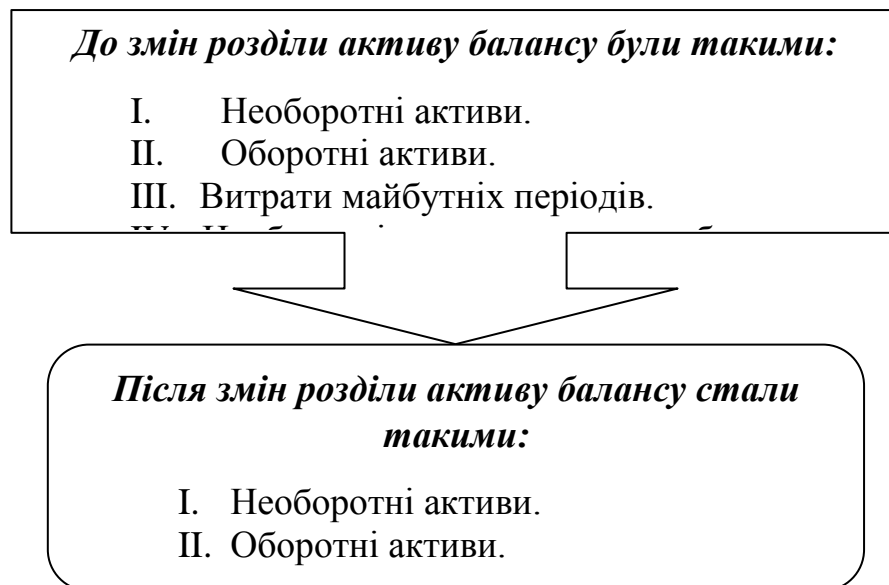 До змін розділи активу балансу були такими:
I. Необоротні активи.
II. Оборотні активи.
III. Витрати майбутніх періодів.
Після змін розділи активу балансу стали
такими:
I. Необоротні активи.
II. Оборотні активи.